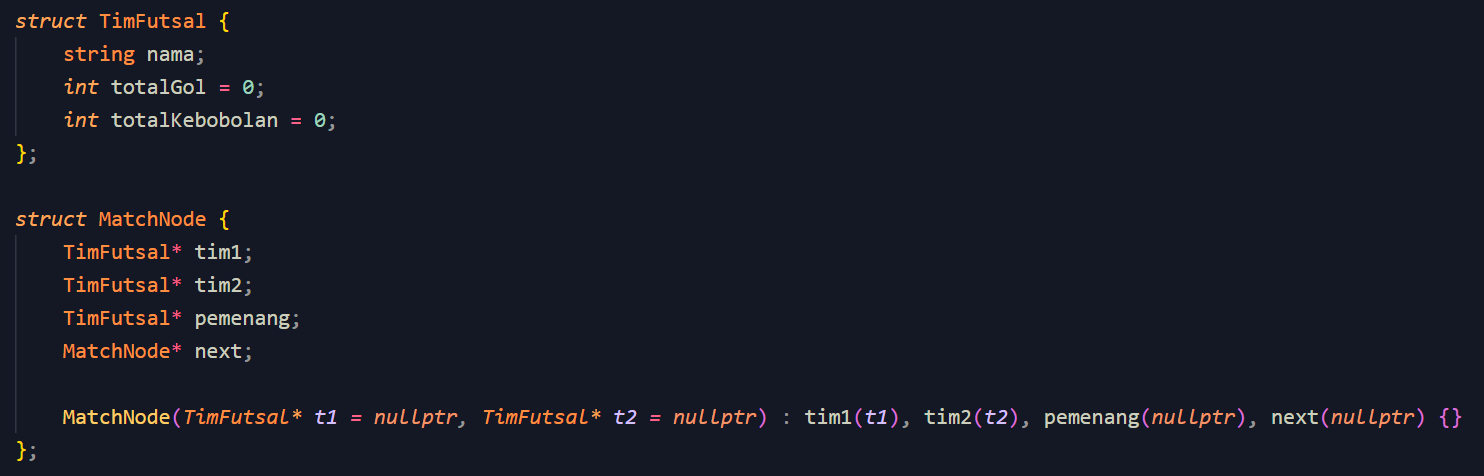 struct TimFutsal {
    string nama;
    int totalGol = 0;
    int totalKebobolan = 0;
};

struct MatchNode {
    TimFutsal* tim1;
    TimFutsal* tim2;
    TimFutsal* pemenang;
    MatchNode* next;

    MatchNode(TimFutsal* t1 = nullptr, TimFutsal* t2 = nullptr) : tim1(t1), tim2(t2), pemenang(nullptr), next(nullptr) {}
};